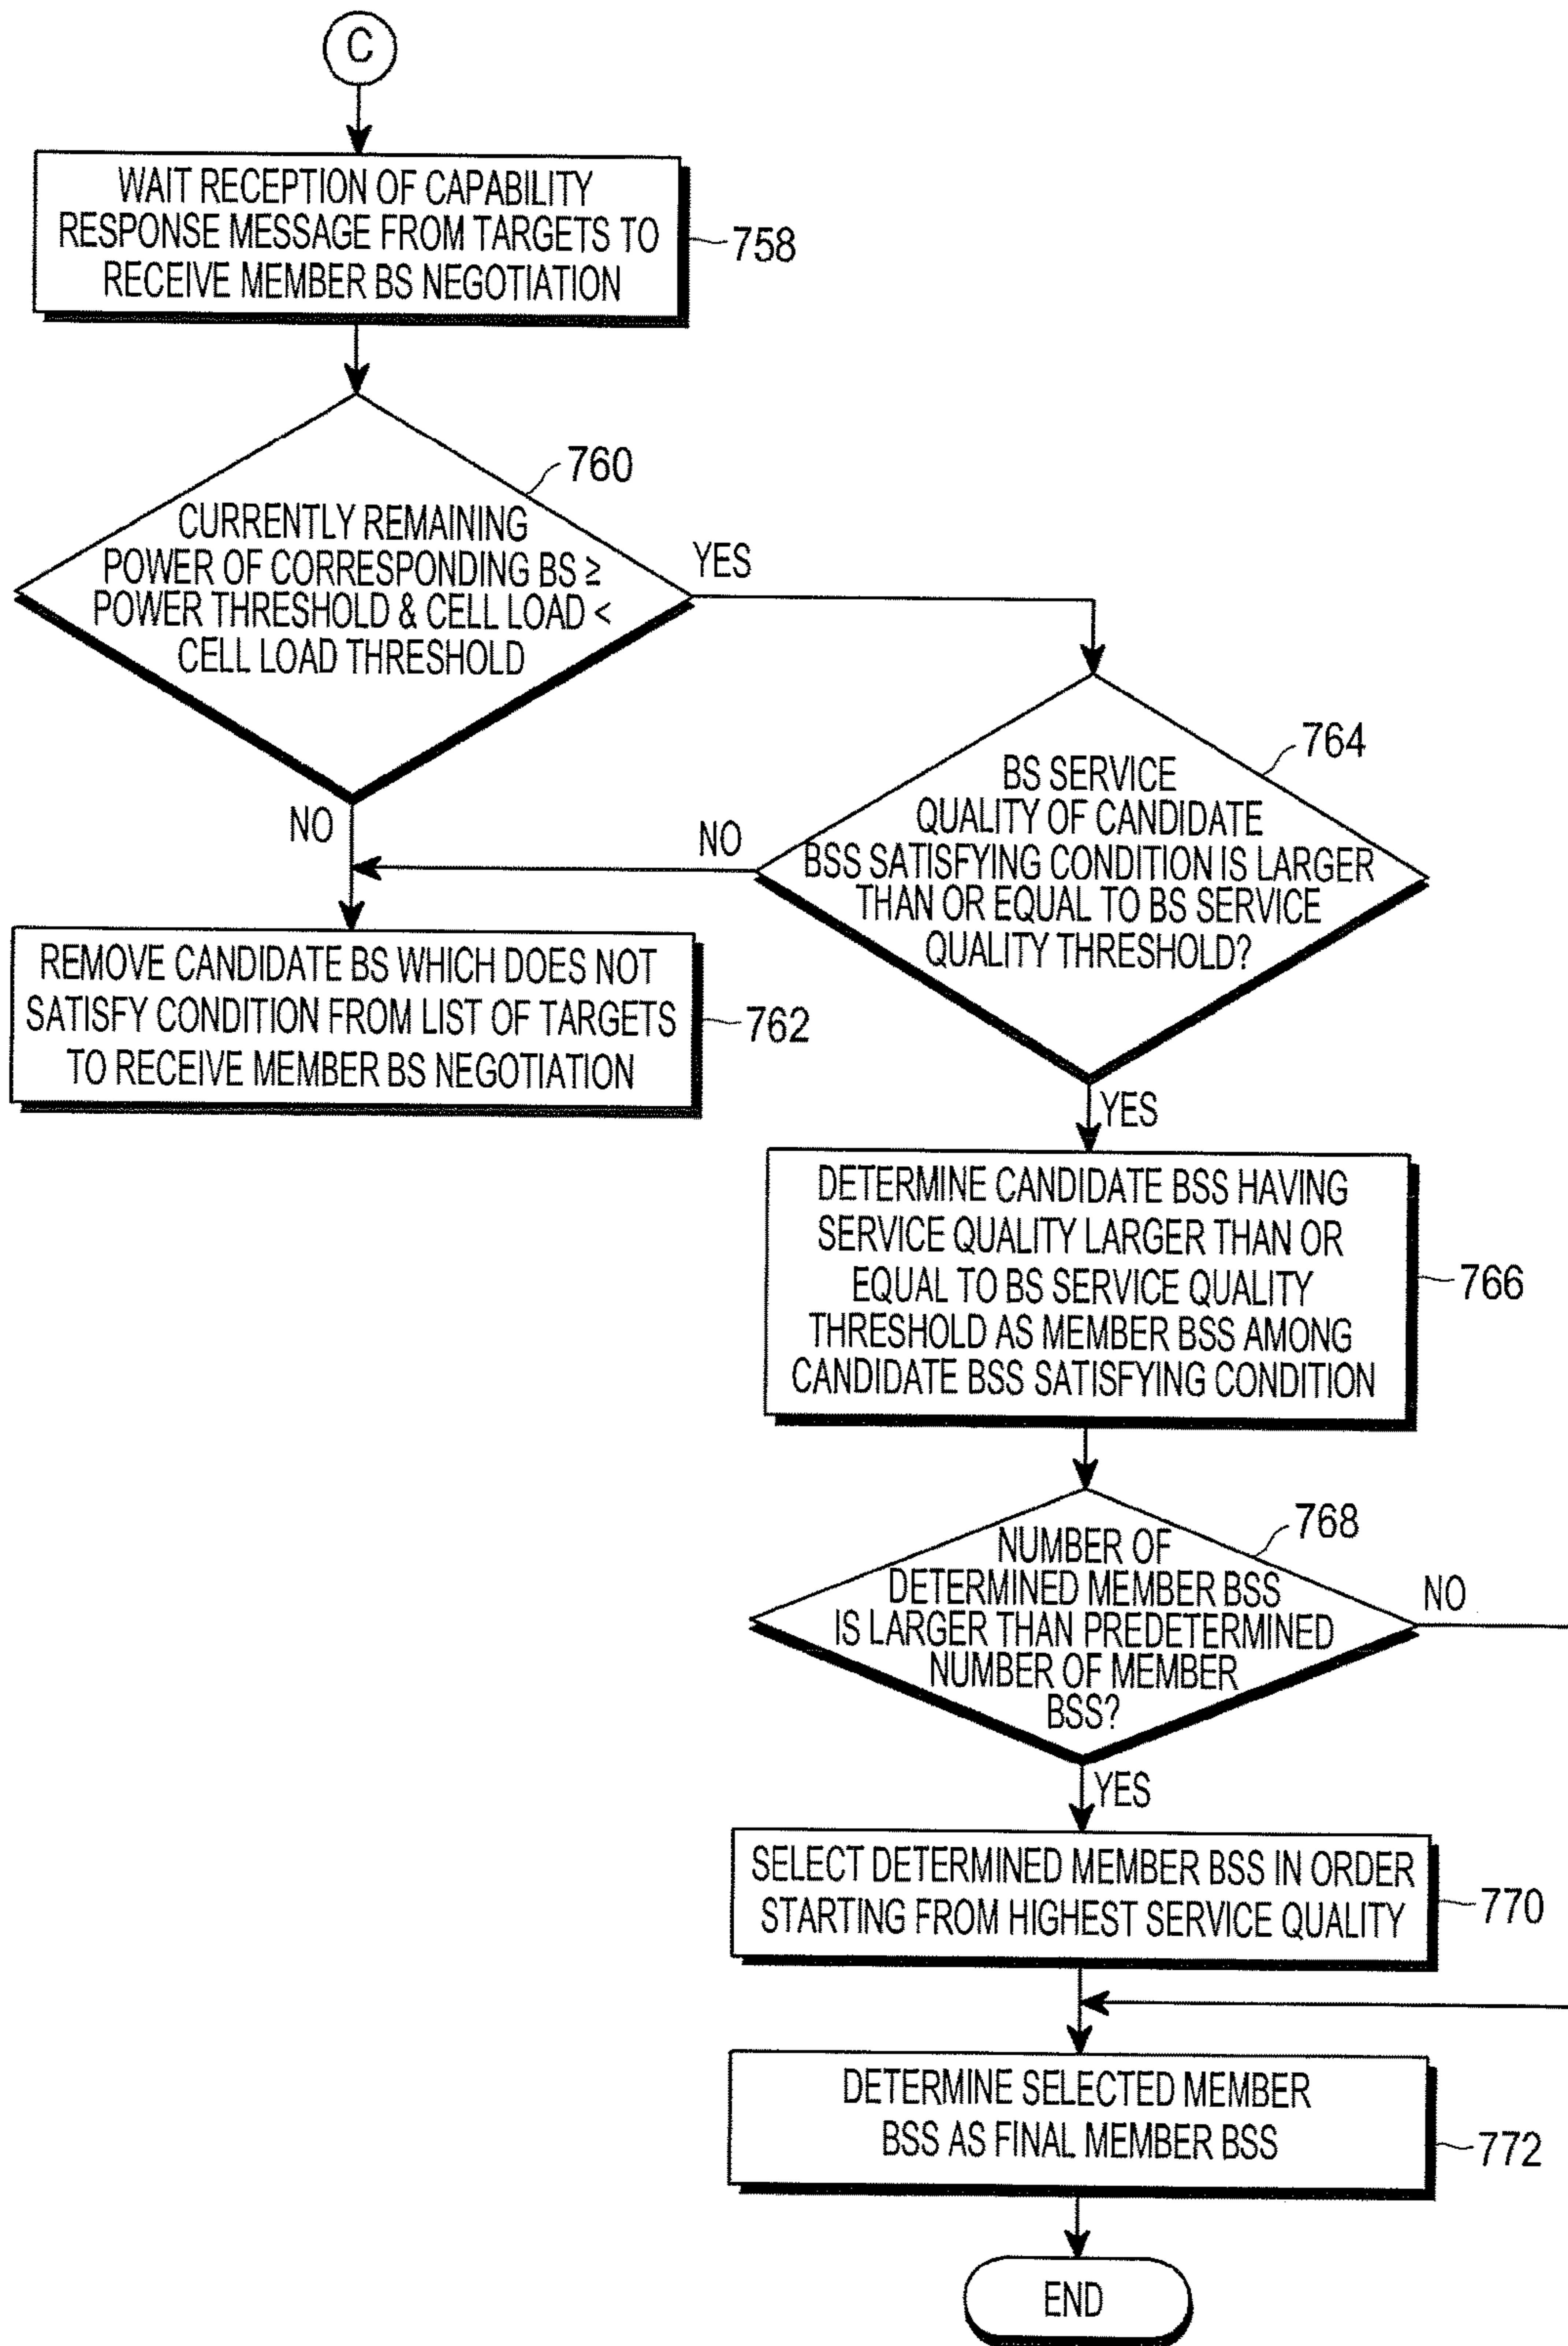 C
WAIT RECEPTION OF CAPABILITY
RESPONSE MESSAGE FROM TARGETS TO
RECEIVE MEMBER BS NEGOTIATION
758
760
CURRENTLY REMAINING
POWER OF CORRESPONDING BS ≥
POWER THRESHOLD & CELL LOAD <
CELL LOAD THRESHOLD
YES
NO
764
BS SERVICE
QUALITY OF CANDIDATE
BSS SATISFYING CONDITION IS LARGER
THAN OR EQUAL TO BS SERVICE
QUALITY THRESHOLD?
NO
YES
REMOVE CANDIDATE BS WHICH DOES NOT
SATISFY CONDITION FROM LIST OF TARGETS
TO RECEIVE MEMBER BS NEGOTIATION
762
DETERMINE CANDIDATE BSS HAVING
SERVICE QUALITY LARGER THAN OR
EQUAL TO BS SERVICE QUALITY
THRESHOLD AS MEMBER BSS AMONG
CANDIDATE BSS SATISFYING CONDITION
766
768
NUMBER OF
DETERMINED MEMBER BSS
IS LARGER THAN PREDETERMINED
NUMBER OF MEMBER
BSS?
NO
YES
SELECT DETERMINED MEMBER BSS IN ORDER
STARTING FROM HIGHEST SERVICE QUALITY
770
DETERMINE SELECTED MEMBER
BSS AS FINAL MEMBER BSS
772
END